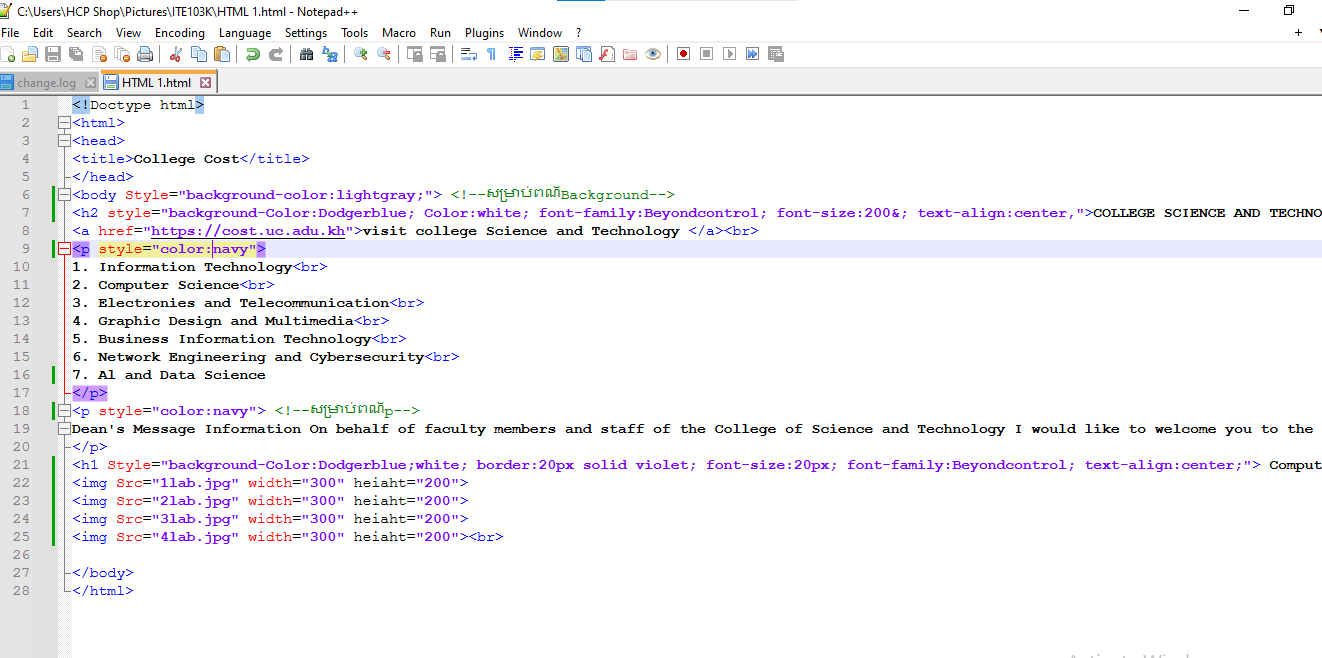 C:\Users\HCP Shop\Pictures\ITE103K\HTML 1.html - Notepad++
File Edit Search View Encoding Language Settings Tools Macro Run Plugins Window ?
change.log HTML 1.html
1 <!Doctype html>
2 <html>
3 <head>
4 <title>College Cost</title>
5 </head>
6 <body Style="background-color:lightgray;"> <!--សម្រាប់ពណ៌Background-->
7 <h2 style="background-Color:Dodgerblue; Color:white; font-family:Beyondcontrol; font-size:200&; text-align:center,">COLLEGE SCIENCE AND TECHNO
8 <a href="https://cost.uc.adu.kh">visit college Science and Technology </a><br>
9 <p style="color:navy">
10 1. Information Technology<br>
11 2. Computer Science<br>
12 3. Electronies and Telecommunication<br>
13 4. Graphic Design and Multimedia<br>
14 5. Business Information Technology<br>
15 6. Network Engineering and Cybersecurity<br>
16 7. Al and Data Science
17 </p>
18 <p style="color:navy"> <!--សម្រាប់ពណ៌p-->
19 Dean's Message Information On behalf of faculty members and staff of the College of Science and Technology I would like to welcome you to the
20 </p>
21 <h1 Style="background-Color:Dodgerblue;white; border:20px solid violet; font-size:20px; font-family:Beyondcontrol; text-align:center;"> Comput
22 <img Src="1lab.jpg" width="300" heiaht="200">
23 <img Src="2lab.jpg" width="300" heiaht="200">
24 <img Src="3lab.jpg" width="300" heiaht="200">
25 <img Src="4lab.jpg" width="300" heiaht="200"><br>
26
27 </body>
28 </html>